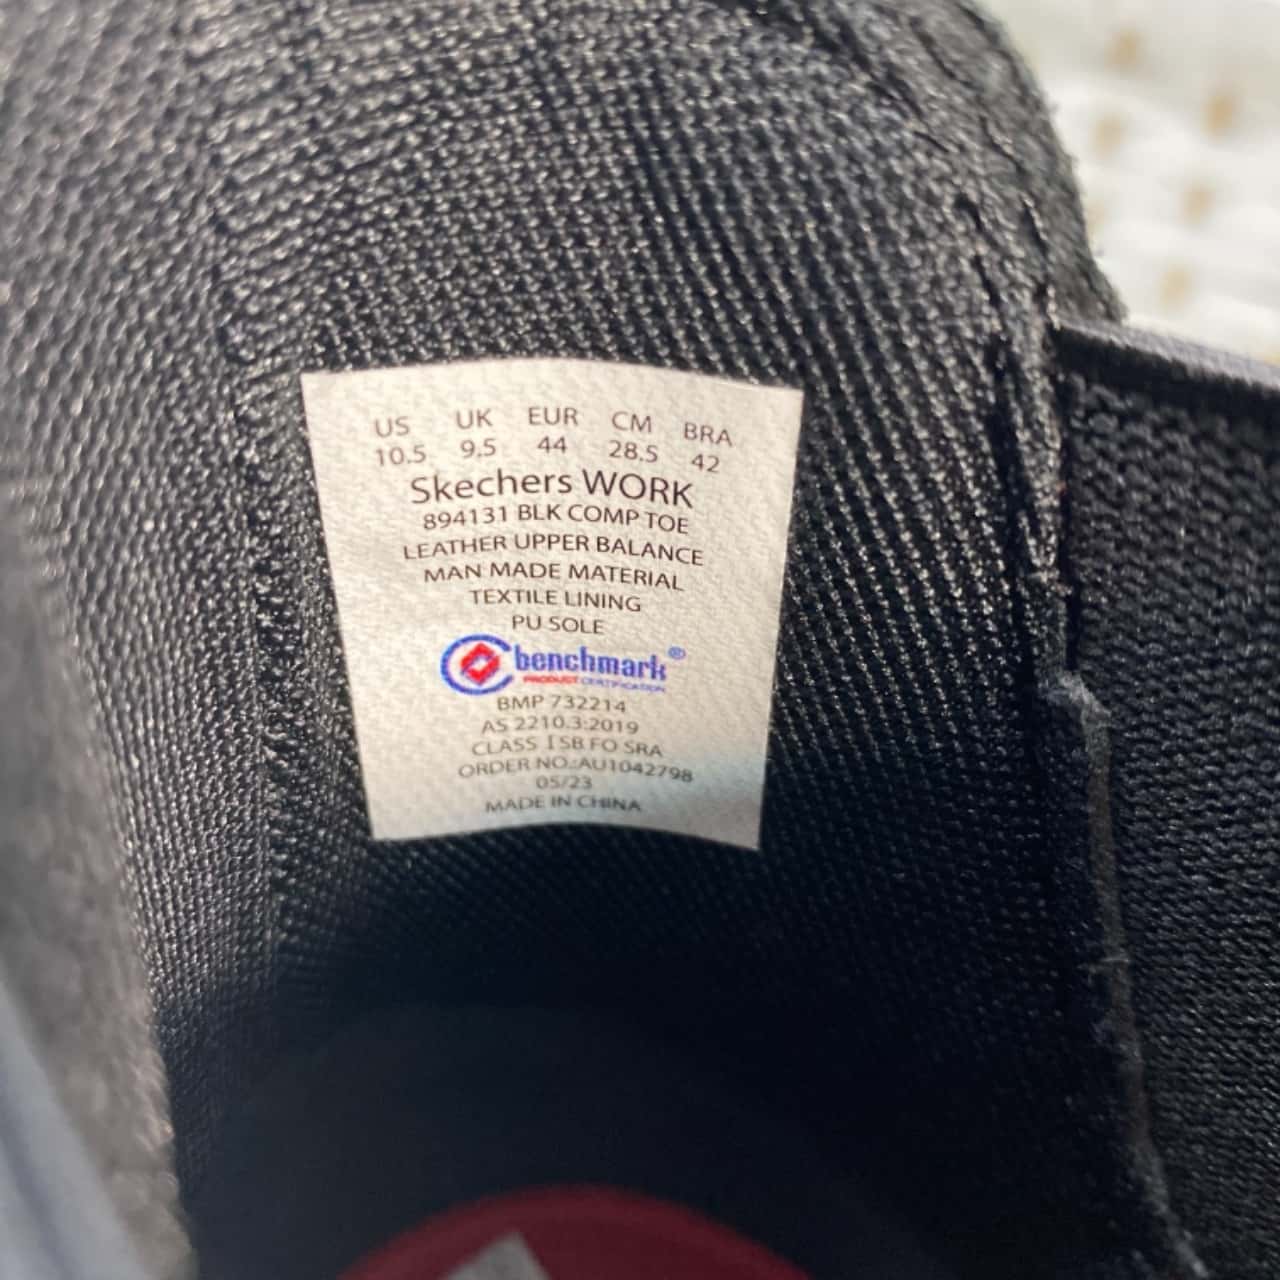 US UK EUR CM BRA
10.5 9.5 44 28.5 42
Skechers WORK
894131 BLK COMP TOE
LEATHER UPPER BALANCE
MAN MADE MATERIAL
TEXTILE LINING
PU SOLE
benchmark®
PRODUCT CERTIFICATION
BMP 732214
AS 2210.3:2019
CLASS I SB FO SRA
ORDER NO.:AU1042798
05/23
MADE IN CHINA